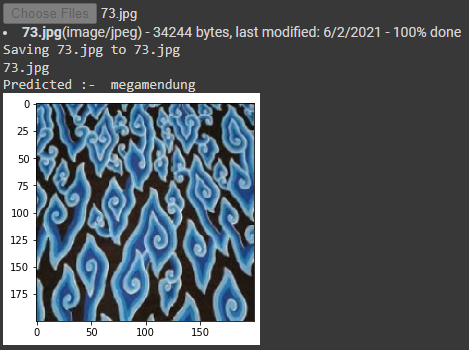 Choose Files 73.jpg
• 73.jpg(image/jpeg) - 34244 bytes, last modified: 6/2/2021 - 100% done
Saving 73.jpg to 73.jpg
73.jpg
Predicted :- megamendung
0
25
50
75
100
125
150
175
0 50 100 150